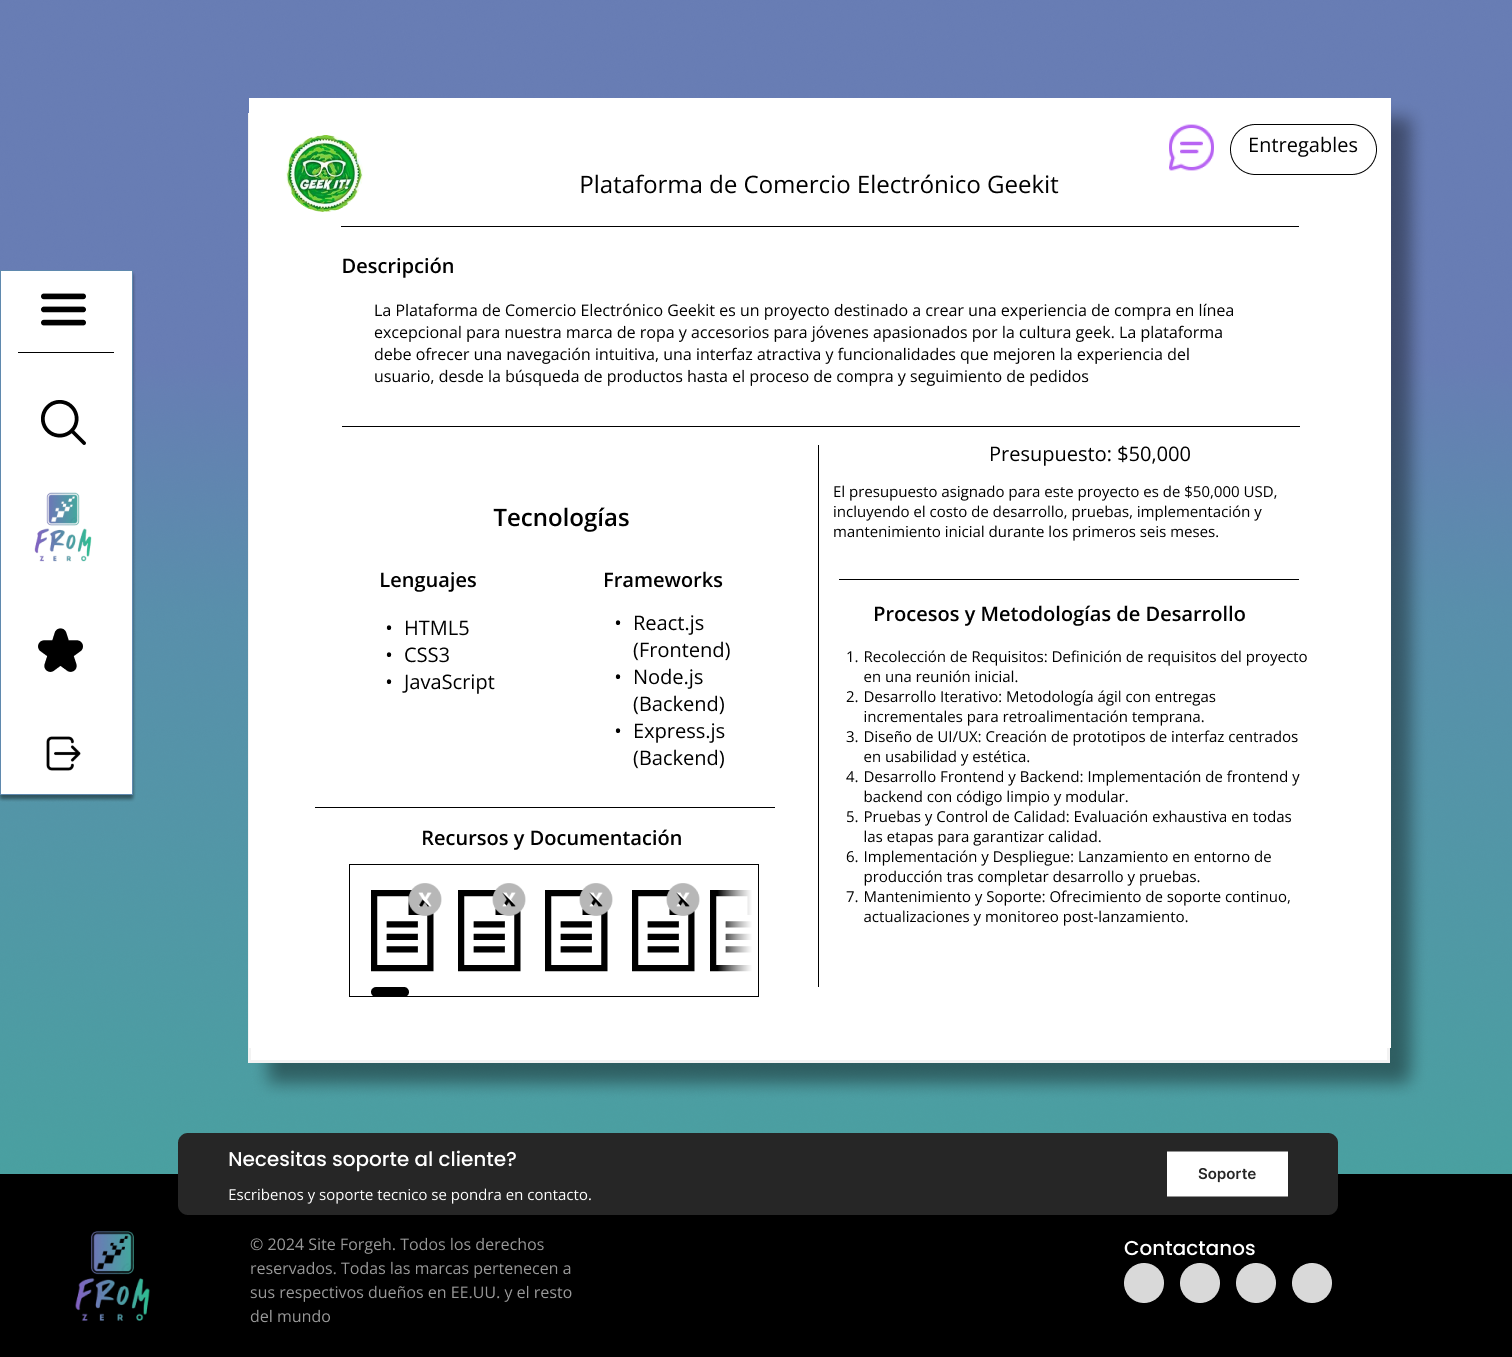 GEEK IT!
Plataforma de Comercio Electrónico Geekit
Entregables
Descripción
La Plataforma de Comercio Electrónico Geekit es un proyecto destinado a crear una experiencia de compra en línea
excepcional para nuestra marca de ropa y accesorios para jóvenes apasionados por la cultura geek. La plataforma
debe ofrecer una navegación intuitiva, una interfaz atractiva y funcionalidades que mejoren la experiencia del
usuario, desde la búsqueda de productos hasta el proceso de compra y seguimiento de pedidos
FROM
ZERO
Tecnologías
Lenguajes
• HTML5
• CSS3
• JavaScript
Frameworks
• React.js
(Frontend)
• Node.js
(Backend)
• Express.js
(Backend)
Recursos y Documentación
X
X
X
X
Presupuesto: $50,000
El presupuesto asignado para este proyecto es de $50,000 USD,
incluyendo el costo de desarrollo, pruebas, implementación y
mantenimiento inicial durante los primeros seis meses.
Procesos y Metodologías de Desarrollo
1. Recolección de Requisitos: Definición de requisitos del proyecto
en una reunión inicial.
2. Desarrollo Iterativo: Metodología ágil con entregas
incrementales para retroalimentación temprana.
3. Diseño de UI/UX: Creación de prototipos de interfaz centrados
en usabilidad y estética.
4. Desarrollo Frontend y Backend: Implementación de frontend y
backend con código limpio y modular.
5. Pruebas y Control de Calidad: Evaluación exhaustiva en todas
las etapas para garantizar calidad.
6. Implementación y Despliegue: Lanzamiento en entorno de
producción tras completar desarrollo y pruebas.
7. Mantenimiento y Soporte: Ofrecimiento de soporte continuo,
actualizaciones y monitoreo post-lanzamiento.
Necesitas soporte al cliente?
Escribenos y soporte tecnico se pondra en contacto.
Soporte
FROM
ZERO
© 2024 Site Forgeh. Todos los derechos
reservados. Todas las marcas pertenecen a
sus respectivos dueños en EE.UU. y el resto
del mundo
Contactanos